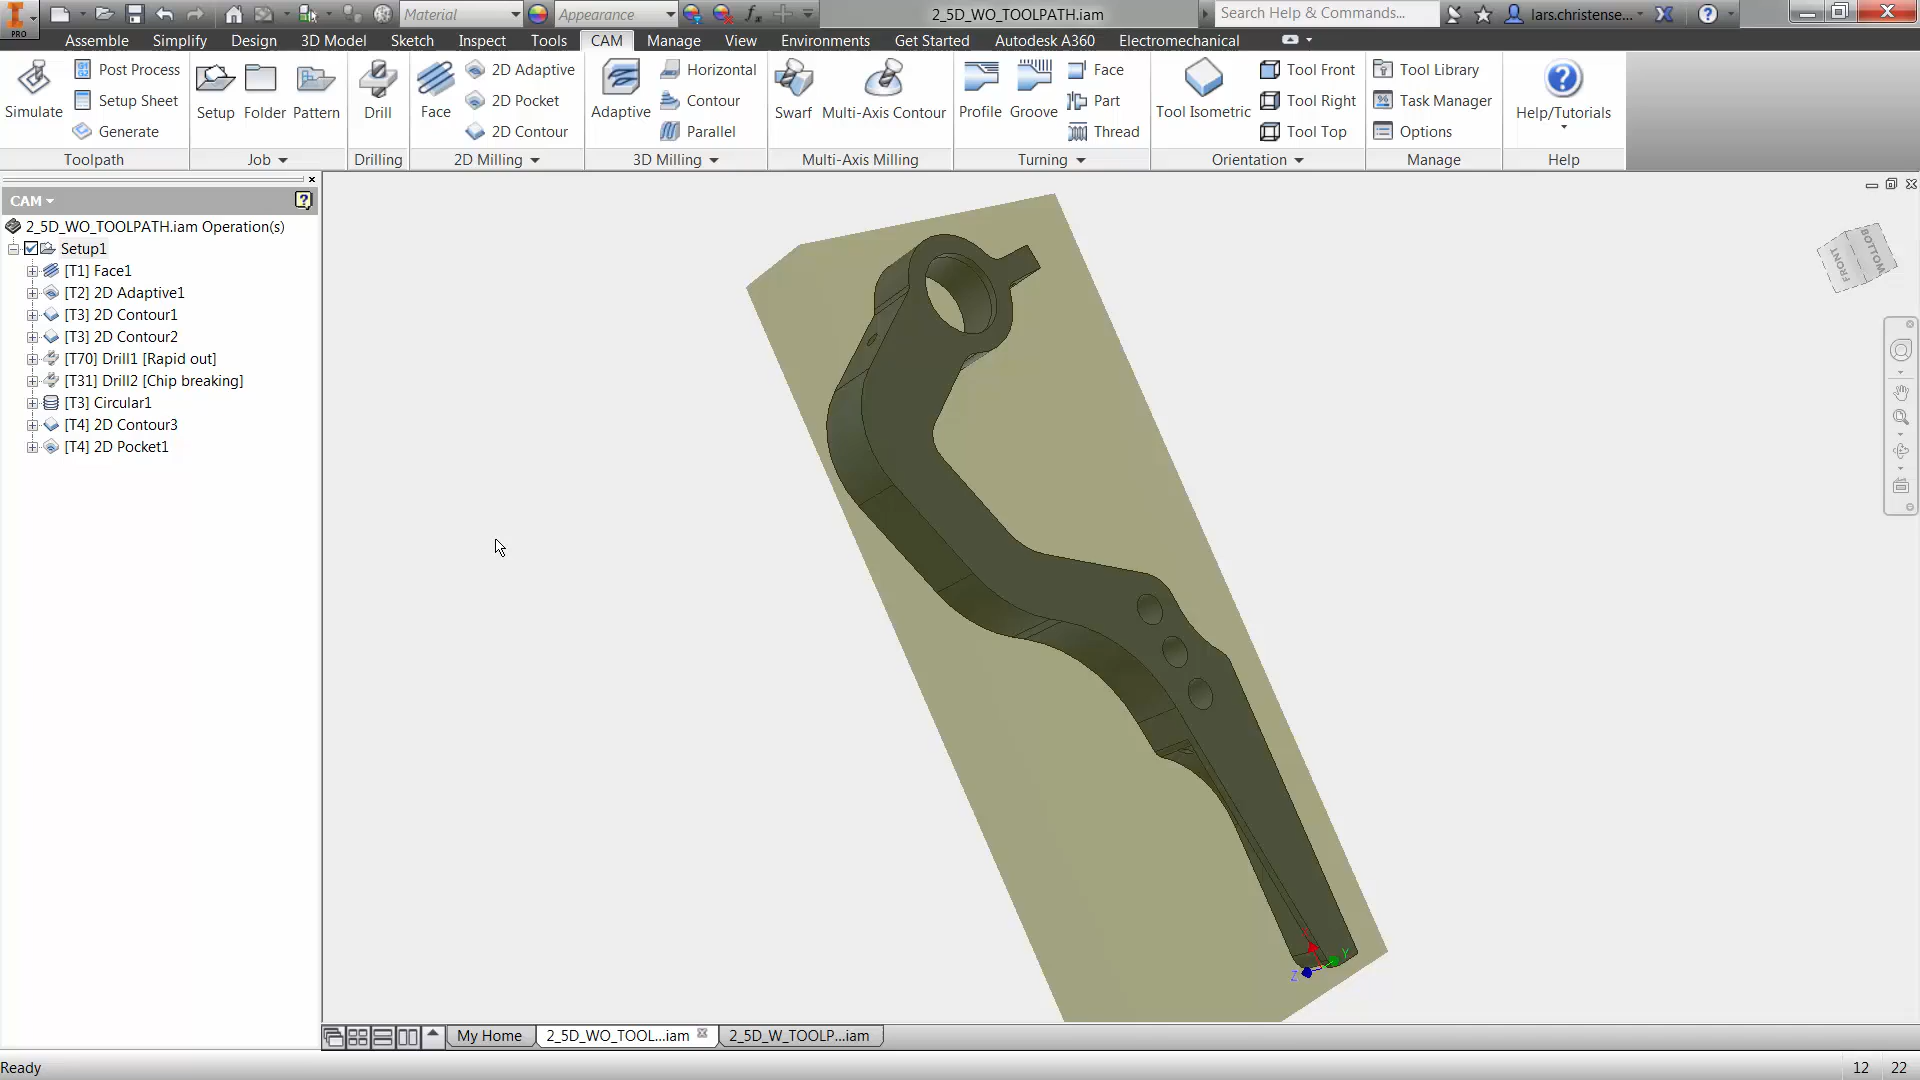 PRO
Material
Appearance
2_5D_WO_TOOLPATH.iam
Search Help & Commands...
lars.christense...
Assemble Simplify Design 3D Model Sketch Inspect Tools CAM Manage View Environments Get Started Autodesk A360 Electromechanical
Simulate
Post Process
Setup Sheet
Generate
Toolpath
Setup
Folder
Pattern
Job
Drill
Drilling
Face
2D Adaptive
2D Pocket
2D Contour
2D Milling
Adaptive
Horizontal
Contour
Parallel
3D Milling
Swarf
Multi-Axis Contour
Multi-Axis Milling
Profile
Groove
Face
Part
Thread
Turning
Tool Isometric
Tool Front
Tool Right
Tool Top
Orientation
Tool Library
Task Manager
Options
Manage
Help/Tutorials
Help
CAM
2_5D_WO_TOOLPATH.iam Operation(s)
Setup1
[T1] Face1
[T2] 2D Adaptive1
[T3] 2D Contour1
[T3] 2D Contour2
[T70] Drill1 [Rapid out]
[T31] Drill2 [Chip breaking]
[T3] Circular1
[T4] 2D Contour3
[T4] 2D Pocket1
FRONT
BOTTOM
Y
Z
My Home
2_5D_WO_TOOL...iam
2_5D_W_TOOLP...iam
Ready
12 22